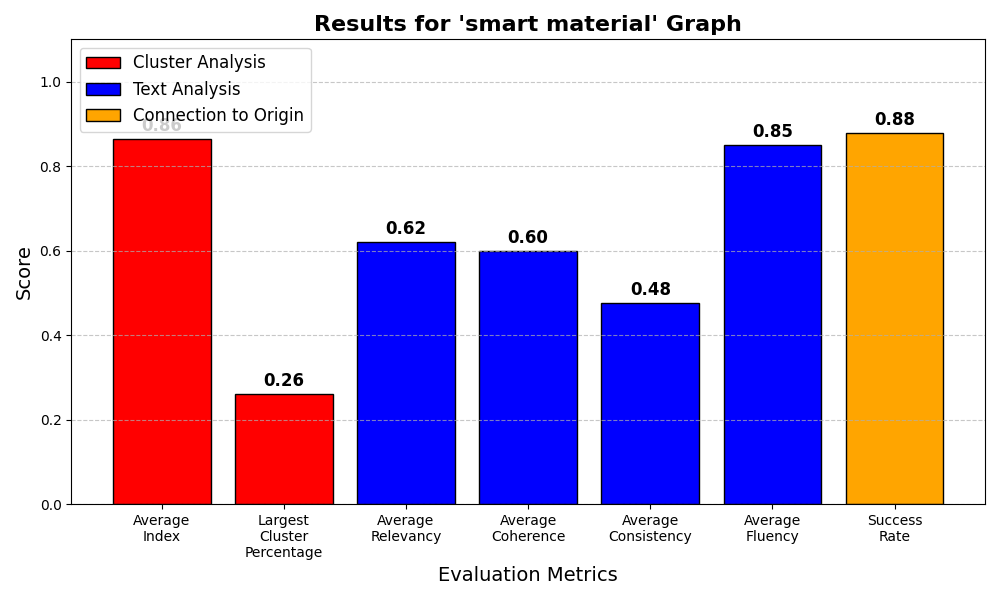 Results for 'smart material' Graph
Cluster Analysis
Text Analysis
Connection to Origin
Score
1.0
0.8
0.6
0.4
0.2
0.0
0.86
0.26
0.62
0.60
0.48
0.85
0.88
Average
Index
Largest
Cluster
Percentage
Average
Relevancy
Average
Coherence
Average
Consistency
Average
Fluency
Success
Rate
Evaluation Metrics